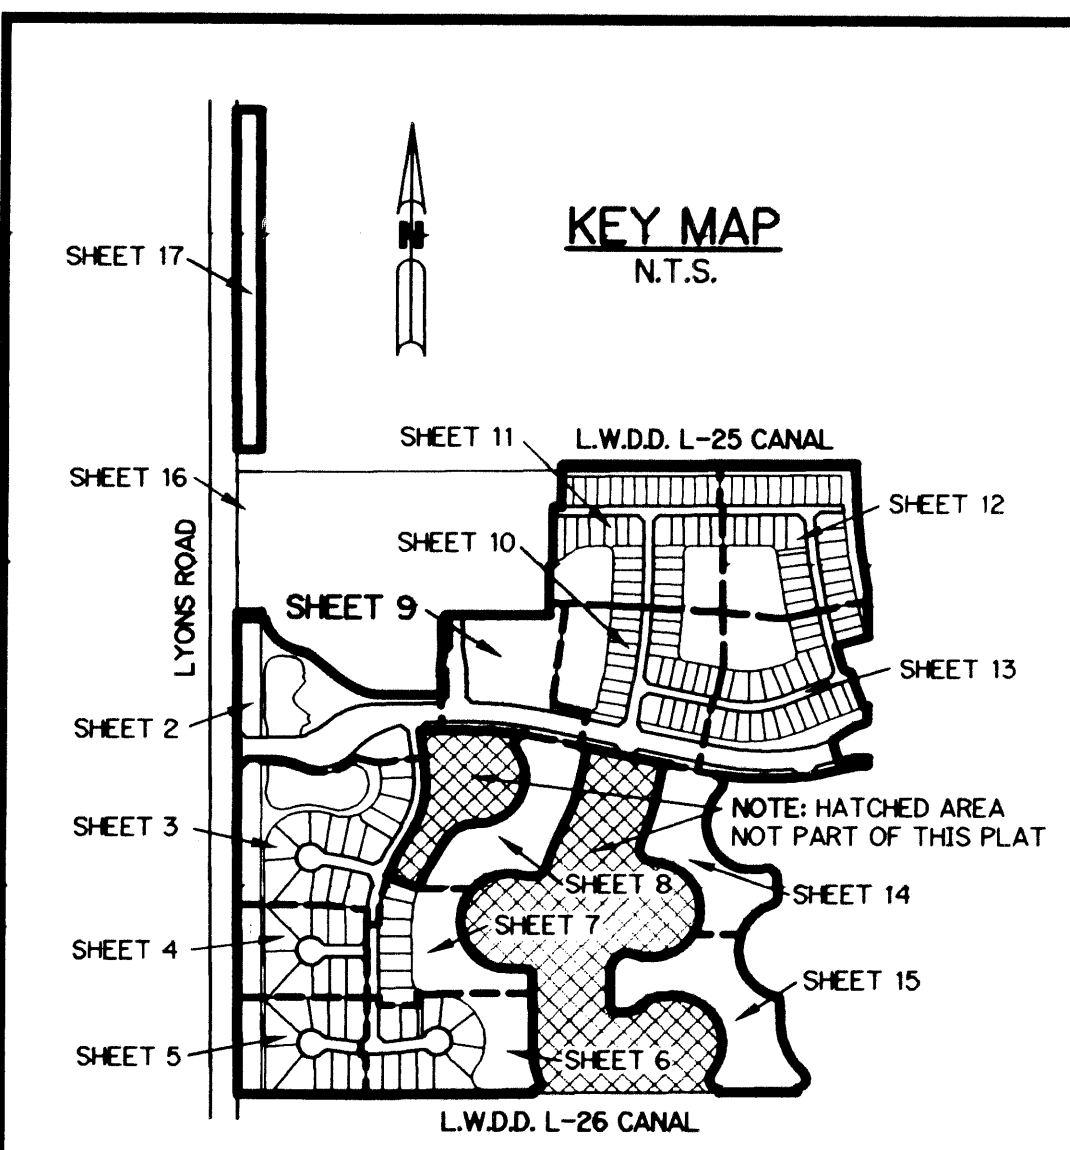 KEY MAP
N.T.S.
N
SHEET 17
SHEET 11
L.W.D.D. L-25 CANAL
SHEET 16
SHEET 12
SHEET 10
LYONS ROAD
SHEET 9
SHEET 13
SHEET 2
NOTE: HATCHED AREA
NOT PART OF THIS PLAT
SHEET 3
SHEET 8
SHEET 14
SHEET 7
SHEET 4
SHEET 15
SHEET 5
SHEET 6
L.W.D.D. L-26 CANAL